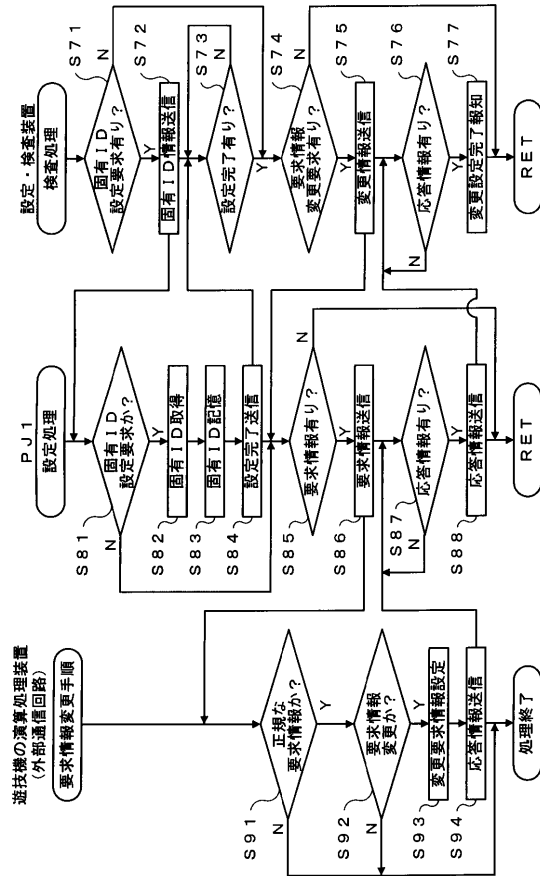 遊技機の演算処理装置
(外部通信回路)
要求情報変更手順
S91
正規な
要求情報か？
N
Y
S92
要求情報
変更か？
N
Y
S93
変更要求情報設定
S94
応答情報送信
処理終了
PJ1
設定処理
S81
固有ID
設定要求か？
N
Y
S82
固有ID取得
S83
固有ID記憶
S84
設定完了送信
S85
要求情報有り？
N
Y
S86
要求情報送信
S87
応答情報有り？
N
Y
S88
応答情報送信
RET
設定・検査装置
検査処理
S71
固有ID
設定要求有り？
N
Y
S72
固有ID情報送信
S73
設定完了有り？
N
Y
S74
要求情報
変更要求有り？
N
Y
S75
変更情報送信
S76
応答情報有り？
N
Y
S77
変更設定完了報知
RET